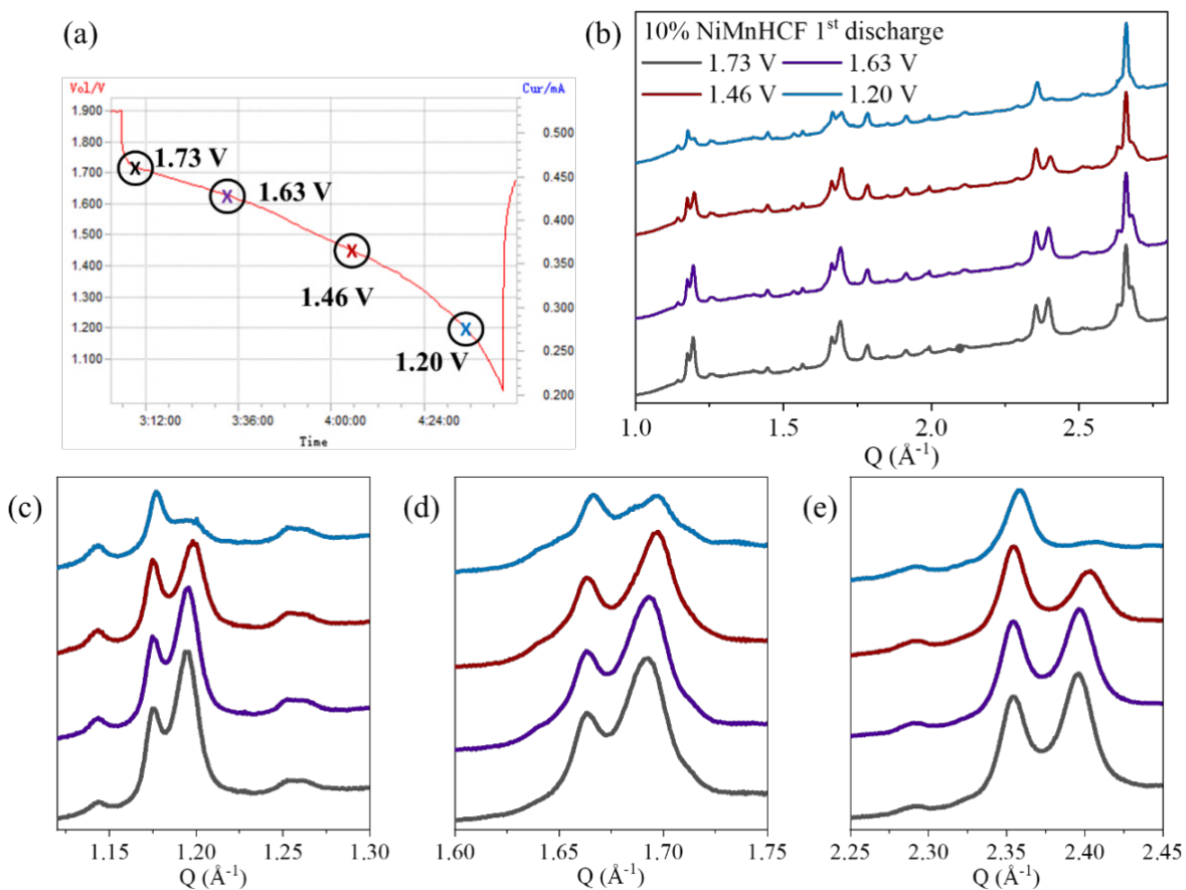 (a)
Vol/V
Cur/mA
1.900
1.800
1.700
1.600
1.500
1.400
1.300
1.200
1.100
0.500
0.450
0.400
0.350
0.300
0.250
0.200
1.73 V
1.63 V
1.46 V
1.20 V
3:12:00 3:36:00 4:00:00 4:24:00
Time
(b)
10% NiMnHCF 1st discharge
1.73 V 1.63 V
1.46 V 1.20 V
1.0 1.5 2.0 2.5
Q (Å-1)
(c)
1.15 1.20 1.25 1.30
Q (Å-1)
(d)
1.60 1.65 1.70 1.75
Q (Å-1)
(e)
2.25 2.30 2.35 2.40 2.45
Q (Å-1)